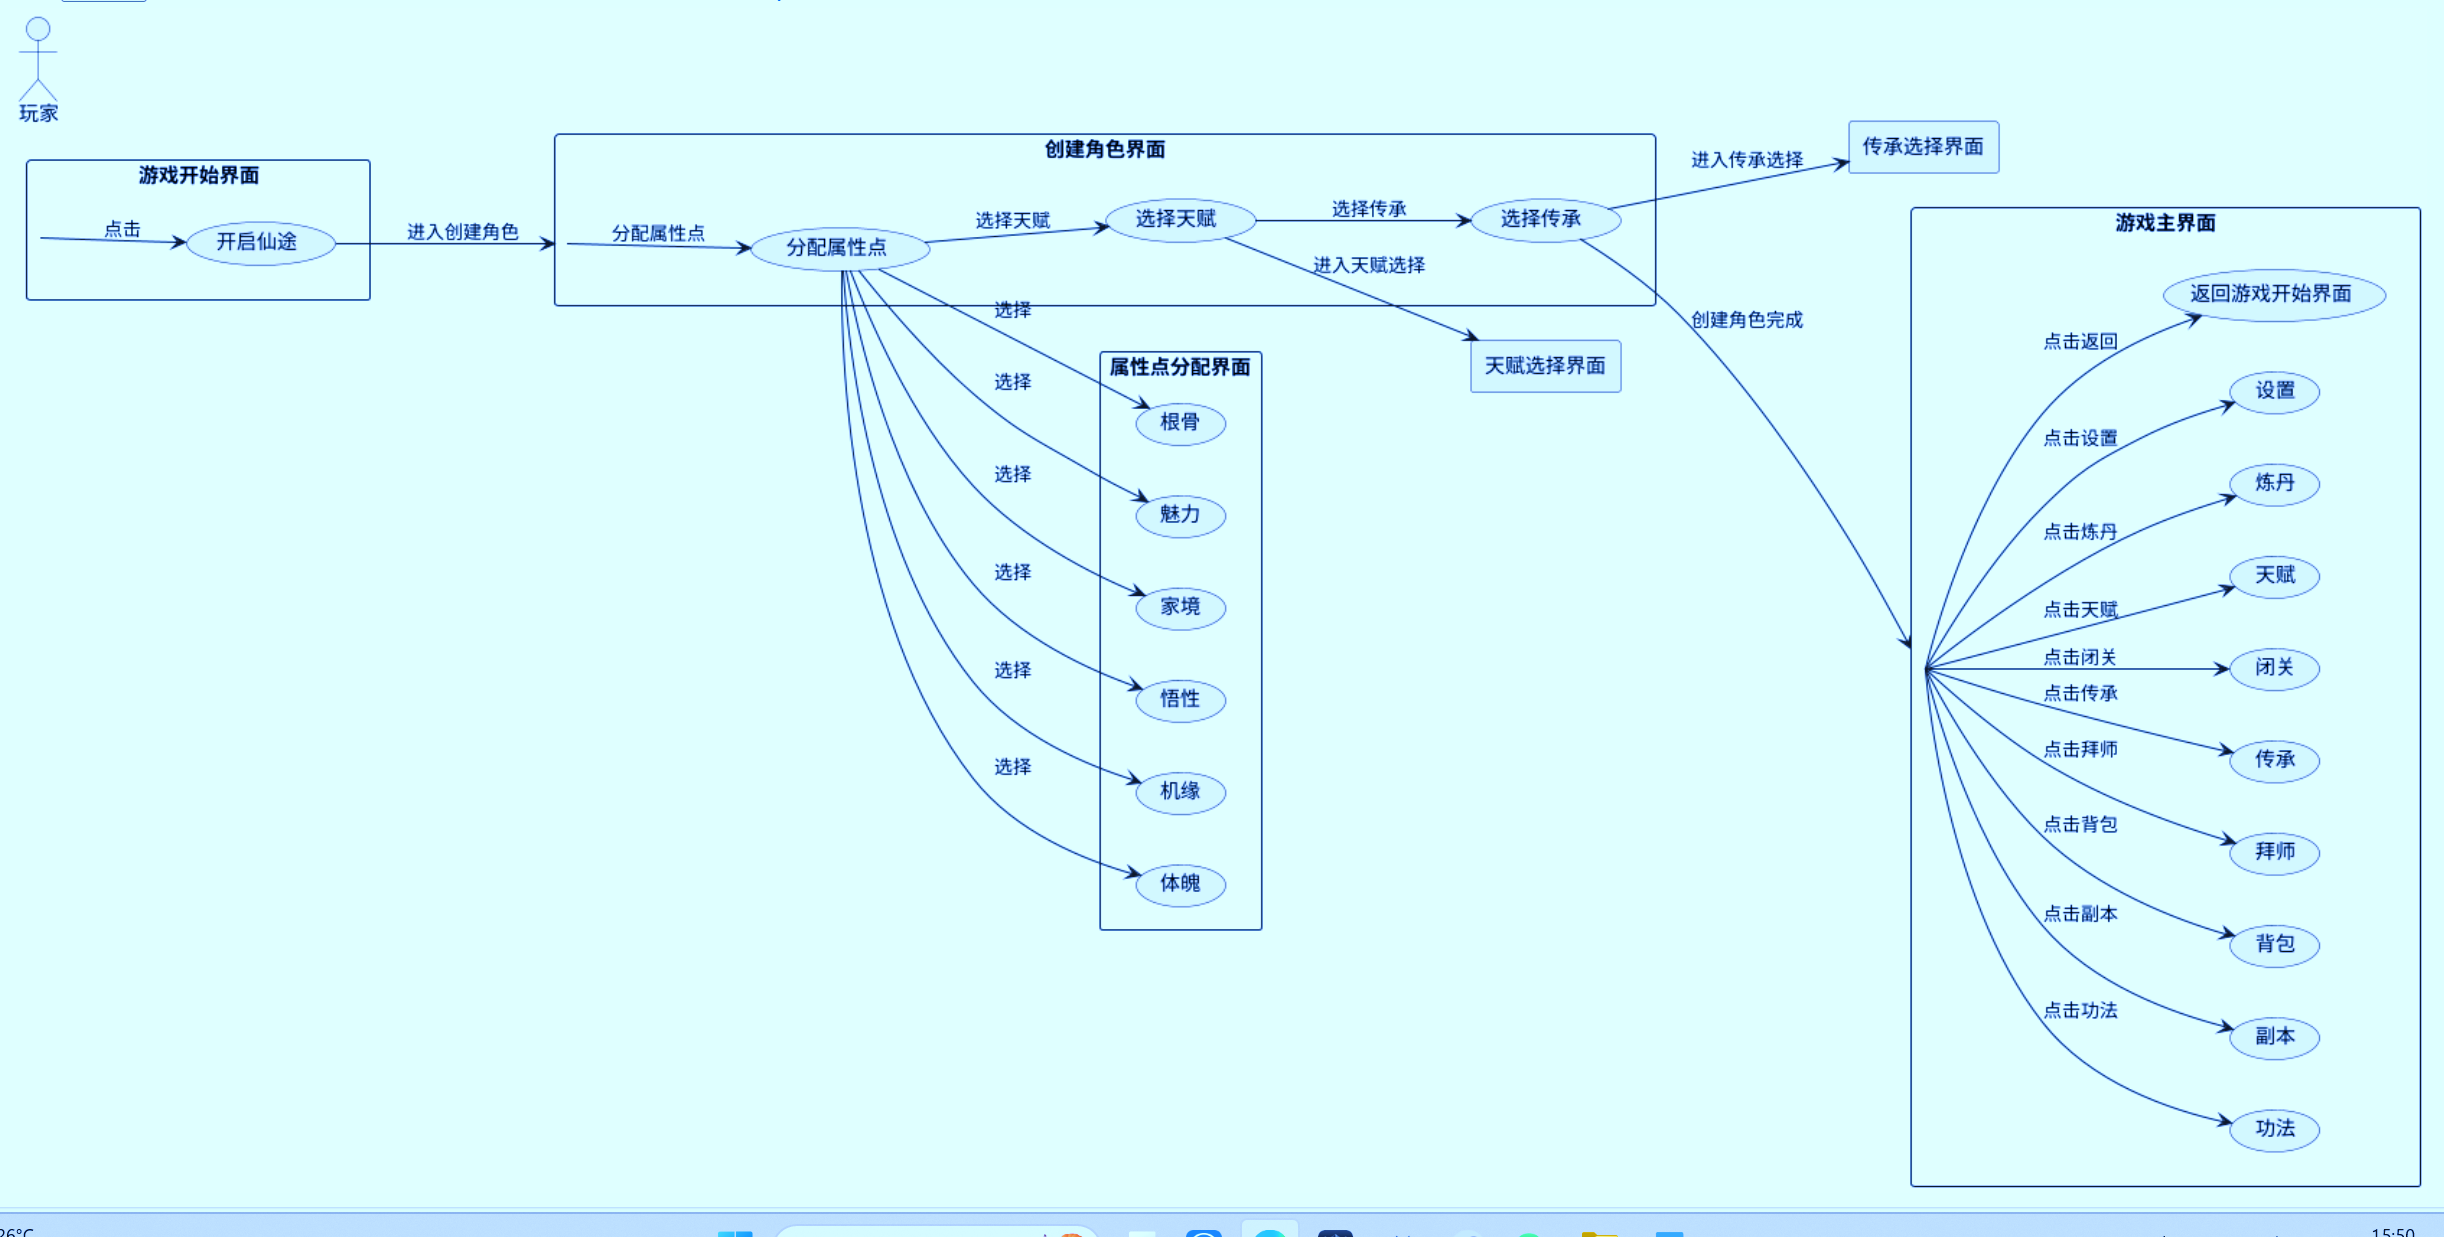 玩家
游戏开始界面
点击
开启仙途
进入创建角色
创建角色界面
分配属性点
分配属性点
选择天赋
选择天赋
选择传承
选择传承
进入传承选择
传承选择界面
进入天赋选择
天赋选择界面
创建角色完成
选择
选择
选择
选择
选择
选择
属性点分配界面
根骨
魅力
家境
悟性
机缘
体魄
游戏主界面
点击返回
返回游戏开始界面
点击设置
设置
点击炼丹
炼丹
点击天赋
天赋
点击闭关
闭关
点击传承
传承
点击拜师
拜师
点击背包
背包
点击副本
副本
点击功法
功法
26°C
15:50